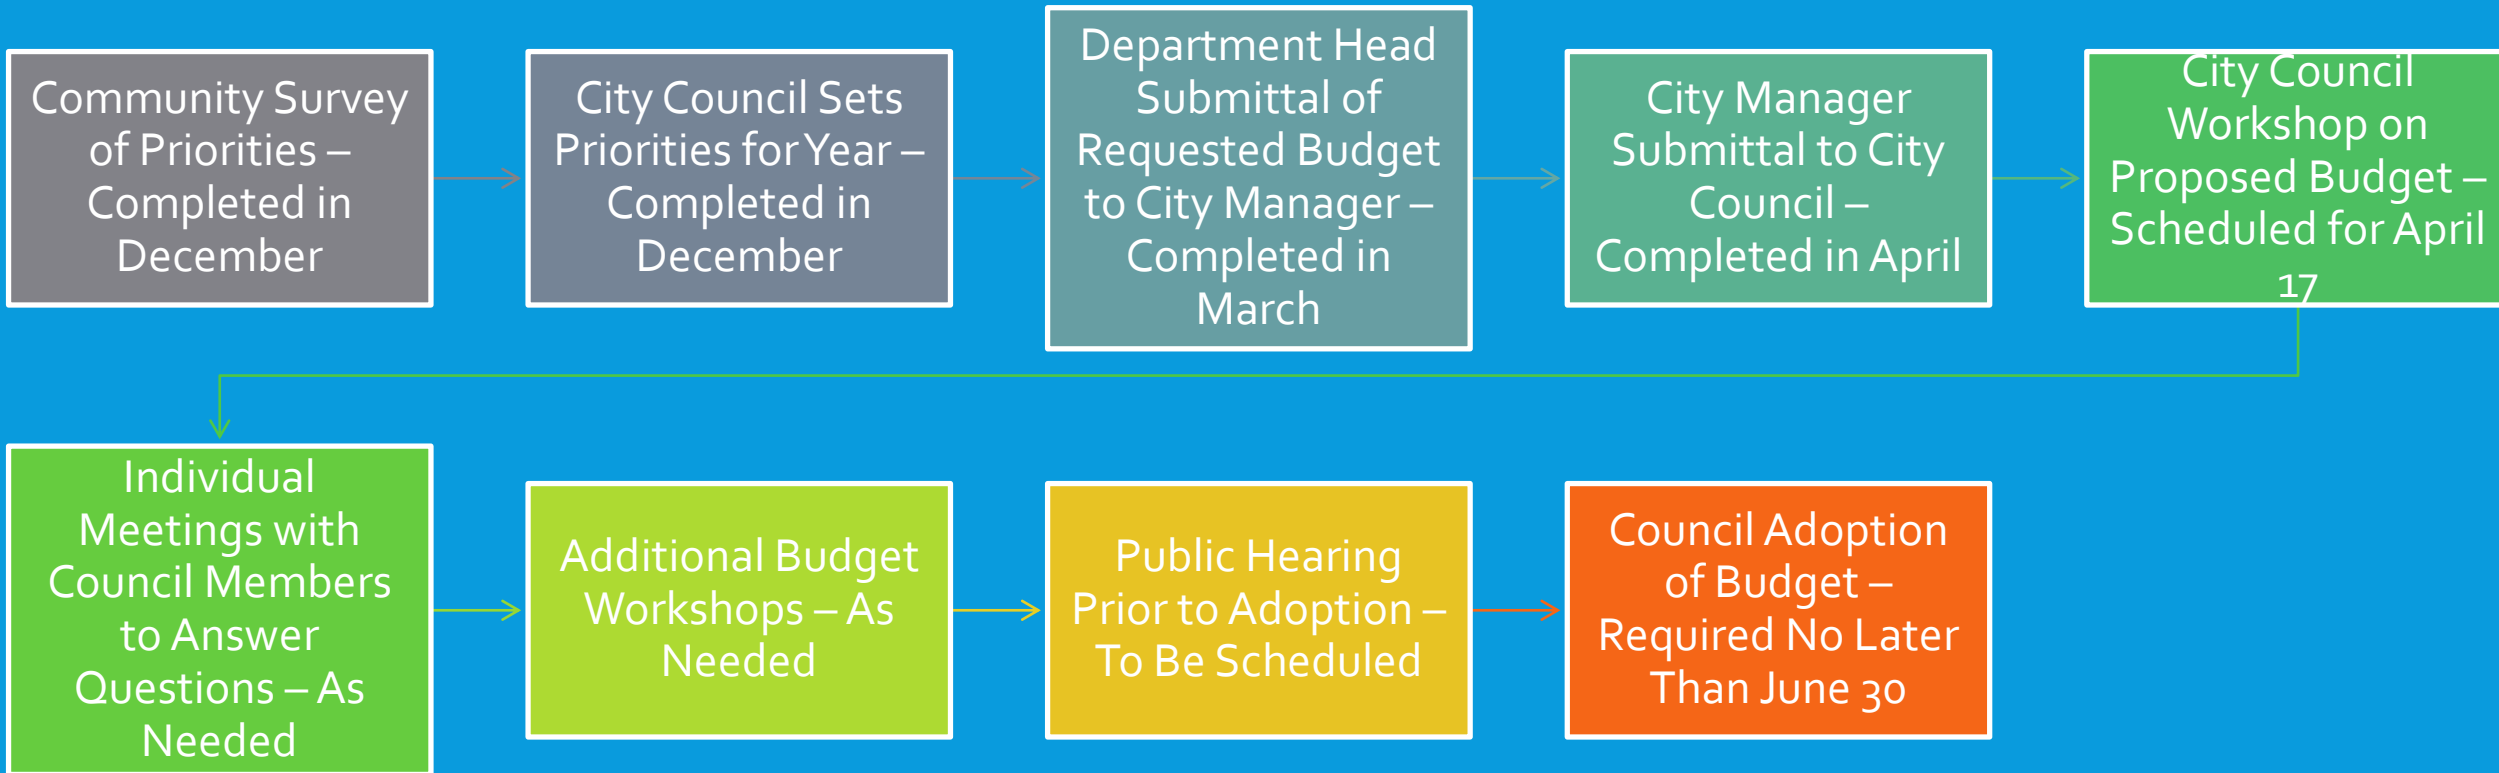 Community Survey
of Priorities –
Completed in
December
City Council Sets
Priorities for Year –
Completed in
December
Department Head
Submittal of
Requested Budget
to City Manager –
Completed in
March
City Manager
Submittal to City
Council –
Completed in April
City Council
Workshop on
Proposed Budget –
Scheduled for April
17
Individual
Meetings with
Council Members
to Answer
Questions – As
Needed
Additional Budget
Workshops – As
Needed
Public Hearing
Prior to Adoption –
To Be Scheduled
Council Adoption
of Budget –
Required No Later
Than June 30